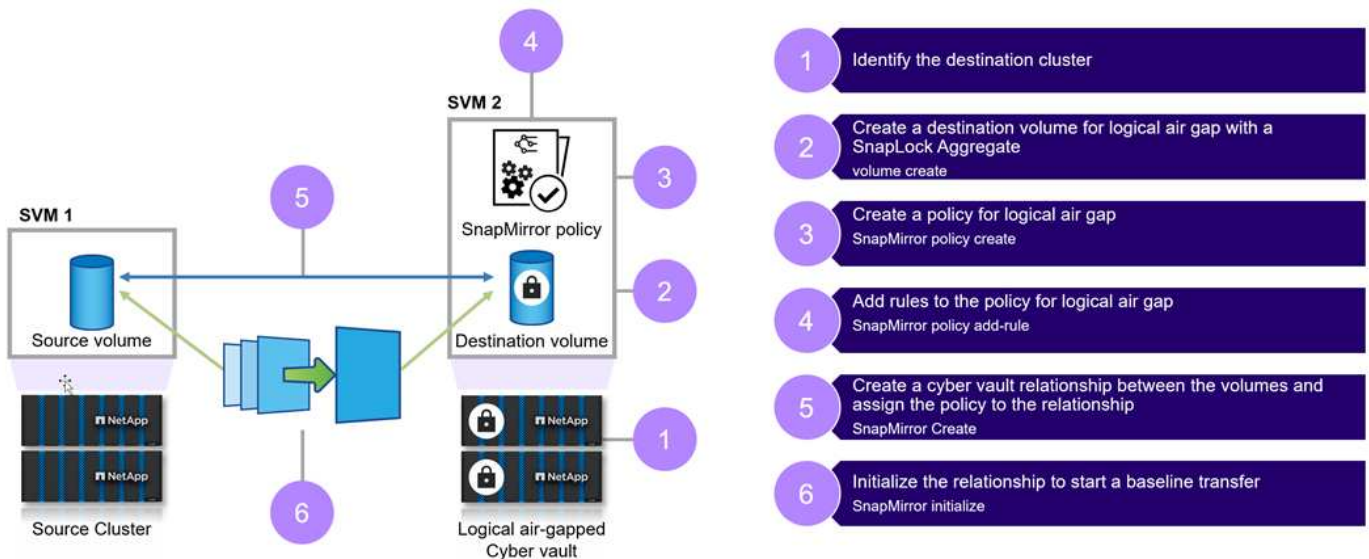 4
SVM 2
3
SnapMirror policy
5
SVM 1
2
Source volume
Destination volume
NetApp
NetApp
NetApp
NetApp
1
6
Source Cluster
Logical air-gapped
Cyber vault
1
Identify the destination cluster
2
Create a destination volume for logical air gap with a
SnapLock Aggregate
volume create
3
Create a policy for logical air gap
SnapMirror policy create
4
Add rules to the policy for logical air gap
SnapMirror policy add-rule
5
Create a cyber vault relationship between the volumes and
assign the policy to the relationship
SnapMirror Create
6
Initialize the relationship to start a baseline transfer
SnapMirror initialize